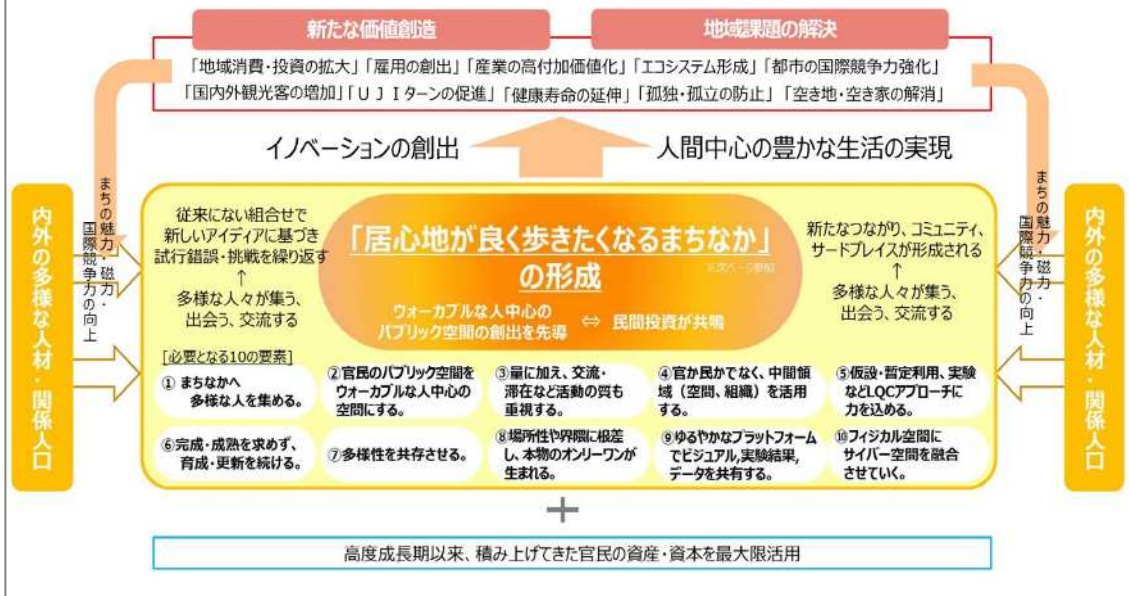 新たな価値創造
地域課題の解決
「地域消費・投資の拡大」「雇用の創出」「産業の高付加価値化」「エコシステム形成」「都市の国際競争力強化」
「国内外観光客の増加」「ＵＪＩターンの促進」「健康寿命の延伸」「孤独・孤立の防止」「空き地・空き家の解消」
イノベーションの創出
人間中心の豊かな生活の実現
内外の多様な人材・関係人口
まちの魅力・磁力・
国際競争力の向上
従来にない組合せで
新しいアイディアに基づき
試行錯誤・挑戦を繰り返す
↑
多様な人々が集う、
出会う、交流する
「居心地が良く歩きたくなるまちなか」
の形成
※次ページ参照
ウォーカブルな人中心の
パブリック空間の創出を先導
⇔ 民間投資が共鳴
新たなつながり、コミュニティ、
サードプレイスが形成される
↑
多様な人々が集う、
出会う、交流する
まちの魅力・磁力・
国際競争力の向上
内外の多様な人材・関係人口
[必要となる10の要素]
① まちなかへ
多様な人を集める。
②官民のパブリック空間を
ウォーカブルな人中心の
空間にする。
③量に加え、交流・
滞在など活動の質も
重視する。
④官か民かでなく、中間領
域（空間、組織）を活用
する。
⑤仮設・暫定利用、実験
などLQCアプローチに
力を込める。
⑥完成・成熟を求めず、
育成・更新を続ける。
⑦多様性を共存させる。
⑧場所性や界隈に根差
し、本物のオンリーワンが
生まれる。
⑨ゆるやかなプラットフォーム
でビジュアル,実験結果,
データを共有する。
⑩フィジカル空間に
サイバー空間を融合
させていく。
+
高度成長期以来、積み上げてきた官民の資産・資本を最大限活用